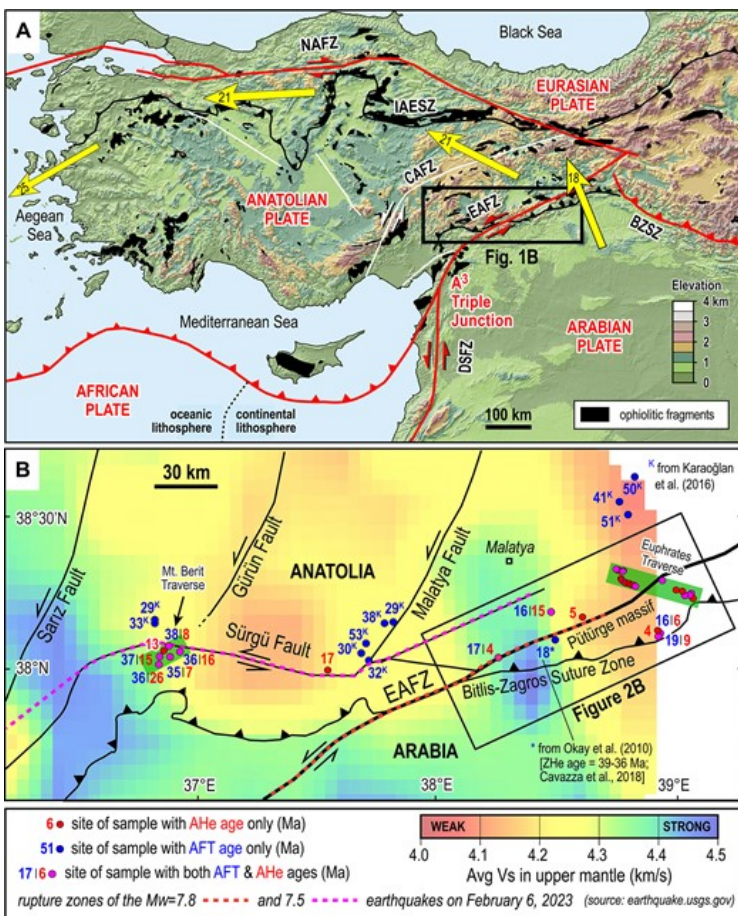 A
Black Sea
NAFZ
EURASIAN
PLATE
21
IAESZ
21
CAFZ
18
ANATOLIAN
PLATE
Aegean
Sea
EAFZ
BZSZ
Fig. 1B
A³
Triple
Junction
Elevation
4 km
3
2
1
0
Mediterranean Sea
ARABIAN
PLATE
DSFZ
AFRICAN
PLATE
oceanic
lithosphere
continental
lithosphere
100 km
ophiolitic fragments
B
30 km
K from Karaoğlan
et al. (2016)
50ᴷ
41ᴷ
51ᴷ
38°30'N
Sarız Fault
Mt. Berit
Traverse
Gürün Fault
ANATOLIA
Malatya Fault
Malatya
Euphrates
Traverse
29ᴷ
33ᴷ
38|8
13
37|15
36|16
35|7
36|26
Sürgü Fault
17
38ᴷ
29ᴷ
53ᴷ
30ᴷ
32ᴷ
16|15
5
Pütürge massif
16|6
4
19|9
17|4
18*
38°N
EAFZ
Bitlis-Zagros Suture Zone
Figure 2B
ARABIA
* from Okay et al. (2010)
[ZHe age = 39-36 Ma;
Cavazza et al., 2018]
37°E
38°E
39°E
6 site of sample with AHe age only (Ma)
51 site of sample with AFT age only (Ma)
17|6 site of sample with both AFT & AHe ages (Ma)
WEAK
STRONG
4.0 4.1 4.2 4.3 4.4 4.5
Avg Vs in upper mantle (km/s)
rupture zones of the Mw=7.8 and 7.5 earthquakes on February 6, 2023 (source: earthquake.usgs.gov)